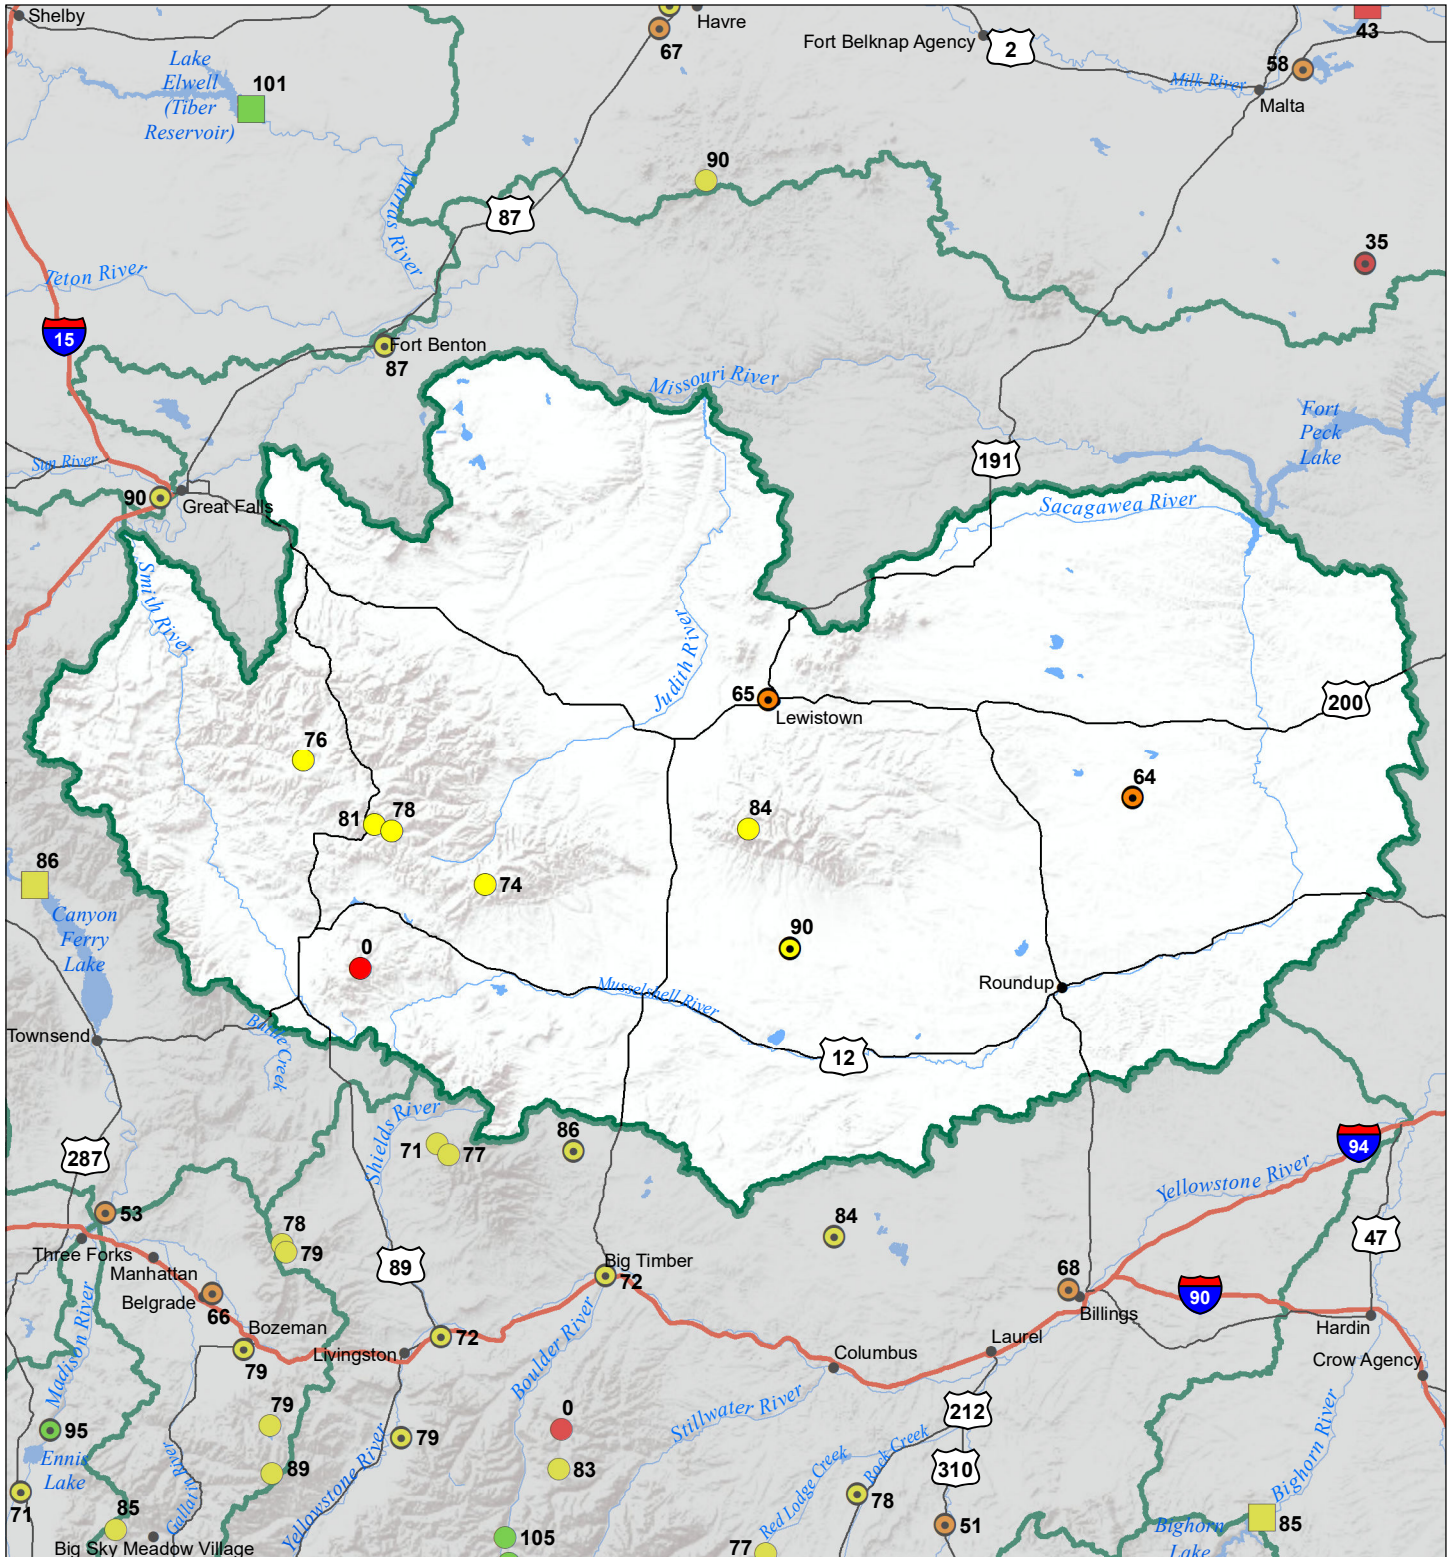 Shelby
Havre
67
Fort Belknap Agency
2
43
58
Milk River
Malta
Lake
Elwell
(Tiber
Reservoir)
101
Marias River
90
87
35
Teton River
15
Fort Benton
87
Missouri River
Fort
Peck
Lake
191
Sun River
90
Great Falls
Sacagawea River
Smith River
Judith River
65
Lewistown
200
76
64
81
78
84
74
86
Canyon
Ferry
Lake
0
90
Roundup
Musselshell River
Townsend
Battle Creek
12
Shields River
71
77
86
287
94
Yellowstone River
53
78
79
84
47
Three Forks
Manhattan
Belgrade
66
89
Big Timber
72
68
Billings
90
Hardin
Madison River
Bozeman
79
Livingston
72
Boulder River
Columbus
Laurel
Crow Agency
79
0
Stillwater River
212
95
Ennis
Lake
79
83
Rock Creek
310
Bighorn River
89
71
Gallatin River
Yellowstone River
Red Lodge Creek
78
85
105
51
85
Bighorn
Lake
Big Sky Meadow Village
77